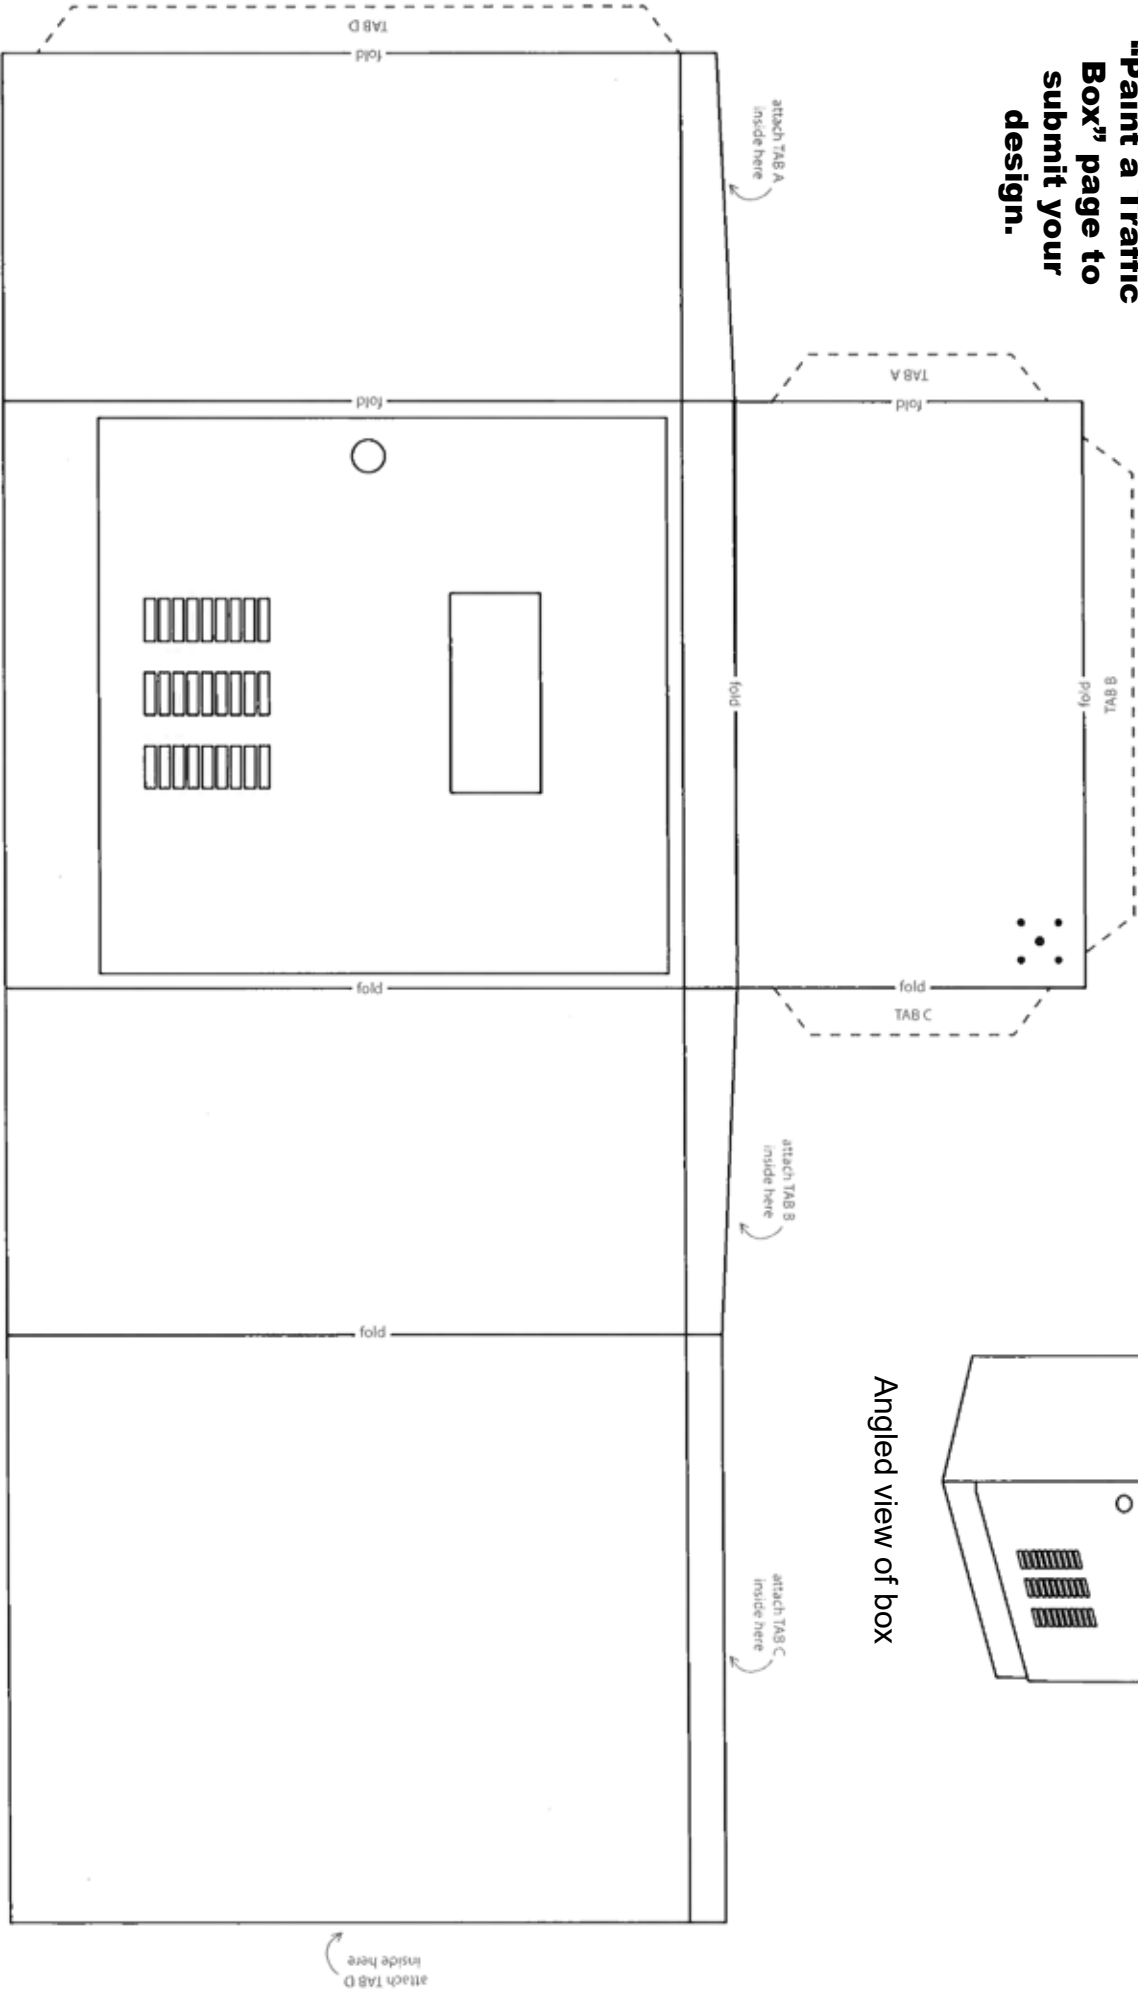 "Paint a Traffic
Box" page to
submit your
design.
TAB D
fold
attach TAB A
inside here
TAB A
fold
fold
fold
fold
TAB B
fold
fold
TAB C
attach TAB B
inside here
fold
Angled view of box
attach TAB C
inside here
attach TAB D
inside here